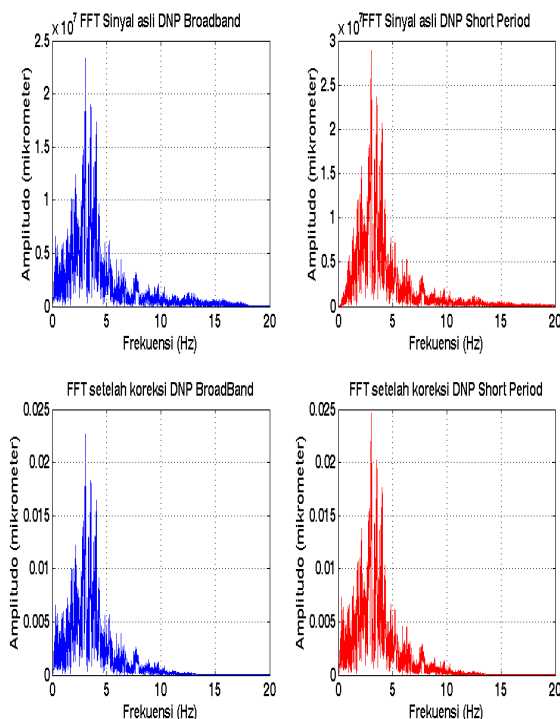 x 10⁷ FFT Sinyal asli DNP Broadband
2.5
2
1.5
1
0.5
0
0 5 10 15 20
Amplitudo (mikrometer)
Frekuensi (Hz)
x 10⁷ FFT Sinyal asli DNP Short Period
3
2.5
2
1.5
1
0.5
0
0 5 10 15 20
Amplitudo (mikrometer)
Frekuensi (Hz)
FFT setelah koreksi DNP BroadBand
0.025
0.02
0.015
0.01
0.005
0
0 5 10 15 20
Amplitudo (mikrometer)
Frekuensi (Hz)
FFT setelah koreksi DNP Short Period
0.025
0.02
0.015
0.01
0.005
0
0 5 10 15 20
Amplitudo (mikrometer)
Frekuensi (Hz)